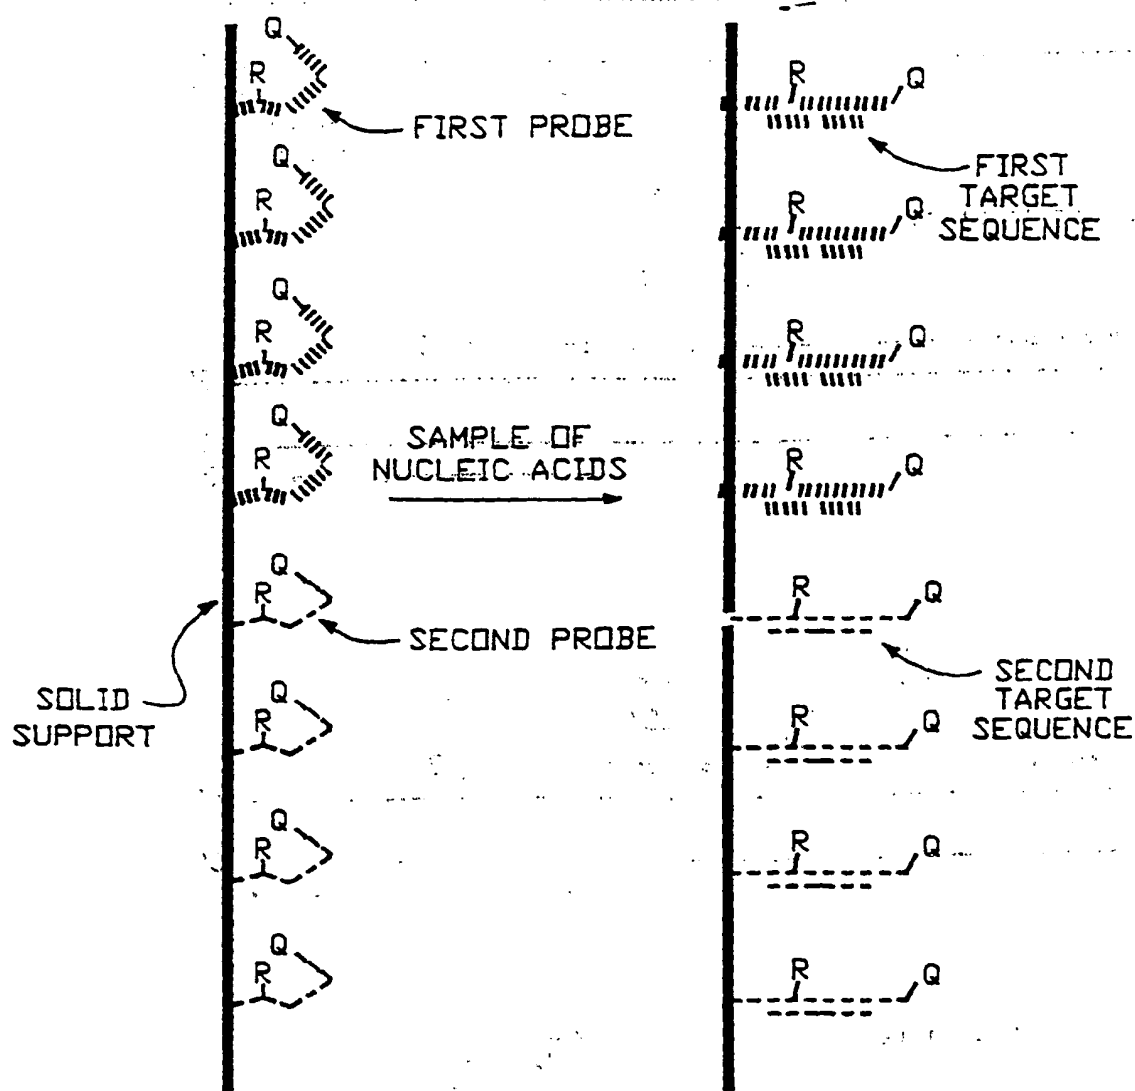 Q
R
FIRST PROBE
Q
R
Q
R
Q
R
SAMPLE OF
NUCLEIC ACIDS
Q
R
SECOND PROBE
SOLID
SUPPORT
Q
R
Q
R
Q
R
R
Q
FIRST
TARGET
SEQUENCE
R
Q
R
Q
R
Q
R
Q
SECOND
TARGET
SEQUENCE
R
Q
R
Q
R
Q